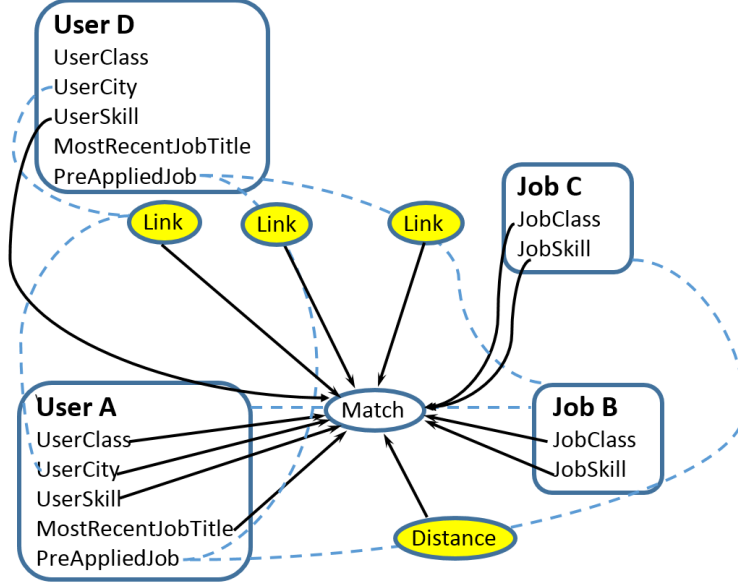 User D
UserClass
UserCity
UserSkill
MostRecentJobTitle
PreAppliedJob
Link
Link
Link
Job C
JobClass
JobSkill
Match
User A
UserClass
UserCity
UserSkill
MostRecentJobTitle
PreAppliedJob
Job B
JobClass
JobSkill
Distance